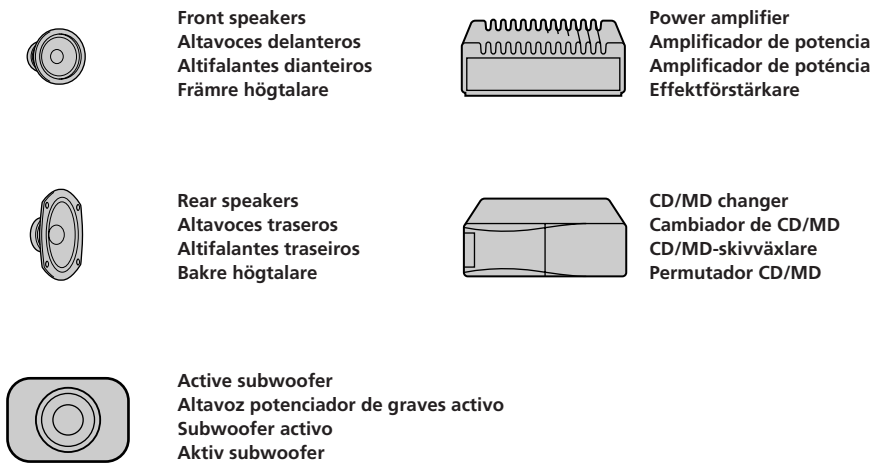 Front speakers
Altavoces delanteros
Altifalantes dianteiros
Främre högtalare
Power amplifier
Amplificador de potencia
Amplificador de poténcia
Effektförstärkare
Rear speakers
Altavoces traseros
Altifalantes traseiros
Bakre högtalare
CD/MD changer
Cambiador de CD/MD
CD/MD-skivväxlare
Permutador CD/MD
Active subwoofer
Altavoz potenciador de graves activo
Subwoofer activo
Aktiv subwoofer